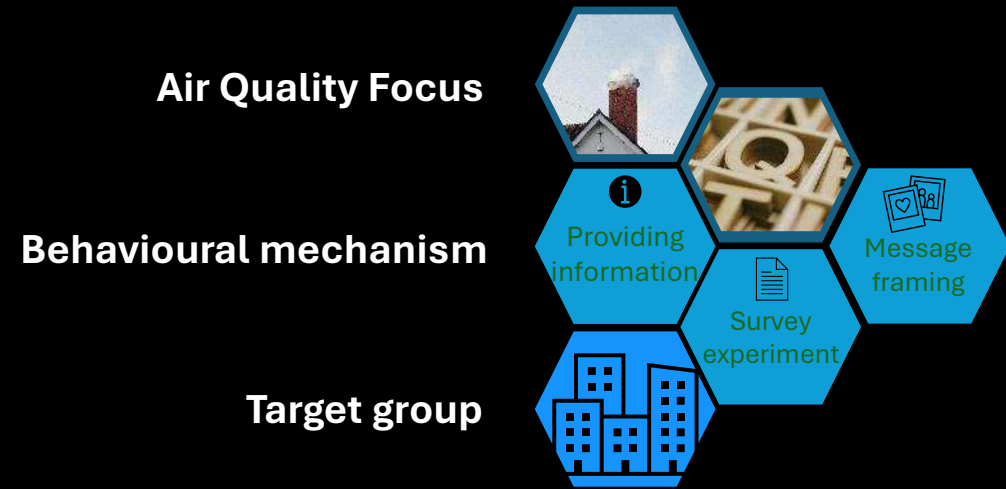 Air Quality Focus
Behavioural mechanism
Providing
information
Survey
experiment
Message
framing
Target group